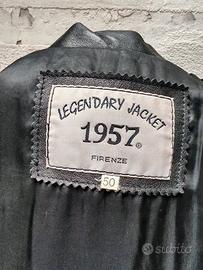 LEGENDARY JACKET
1957®
FIRENZE
50
subito